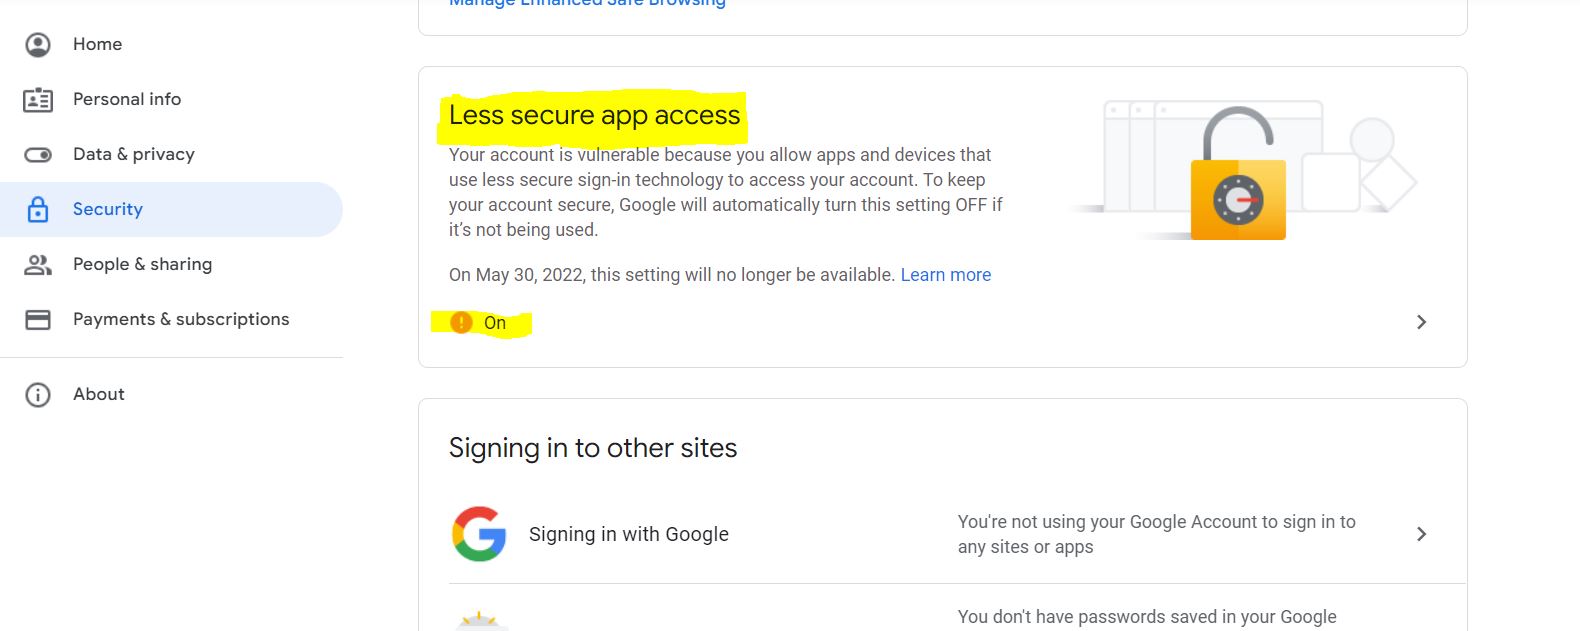 Manage Enhanced Safe Browsing
Home
Personal info
Data & privacy
Security
People & sharing
Payments & subscriptions
About
Less secure app access
Your account is vulnerable because you allow apps and devices that
use less secure sign-in technology to access your account. To keep
your account secure, Google will automatically turn this setting OFF if
it’s not being used.
On May 30, 2022, this setting will no longer be available. Learn more
On
Signing in to other sites
Signing in with Google
You're not using your Google Account to sign in to
any sites or apps
You don't have passwords saved in your Google